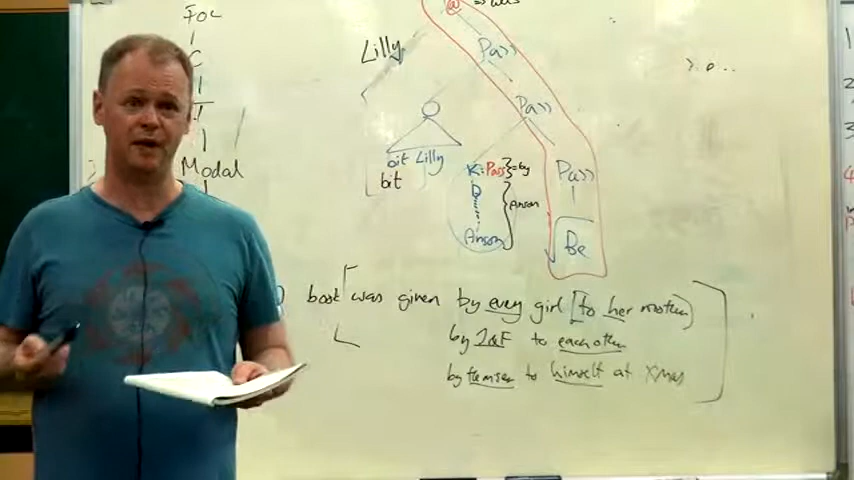 Foc
C
@
Lilly
Pass
Pass
Modal
bit Lilly
bit
K:Pass = by
Pass
D
Anson
Anson
Be
book was given by every girl [to her mother]
by J&F to each other
to himself at Xmas